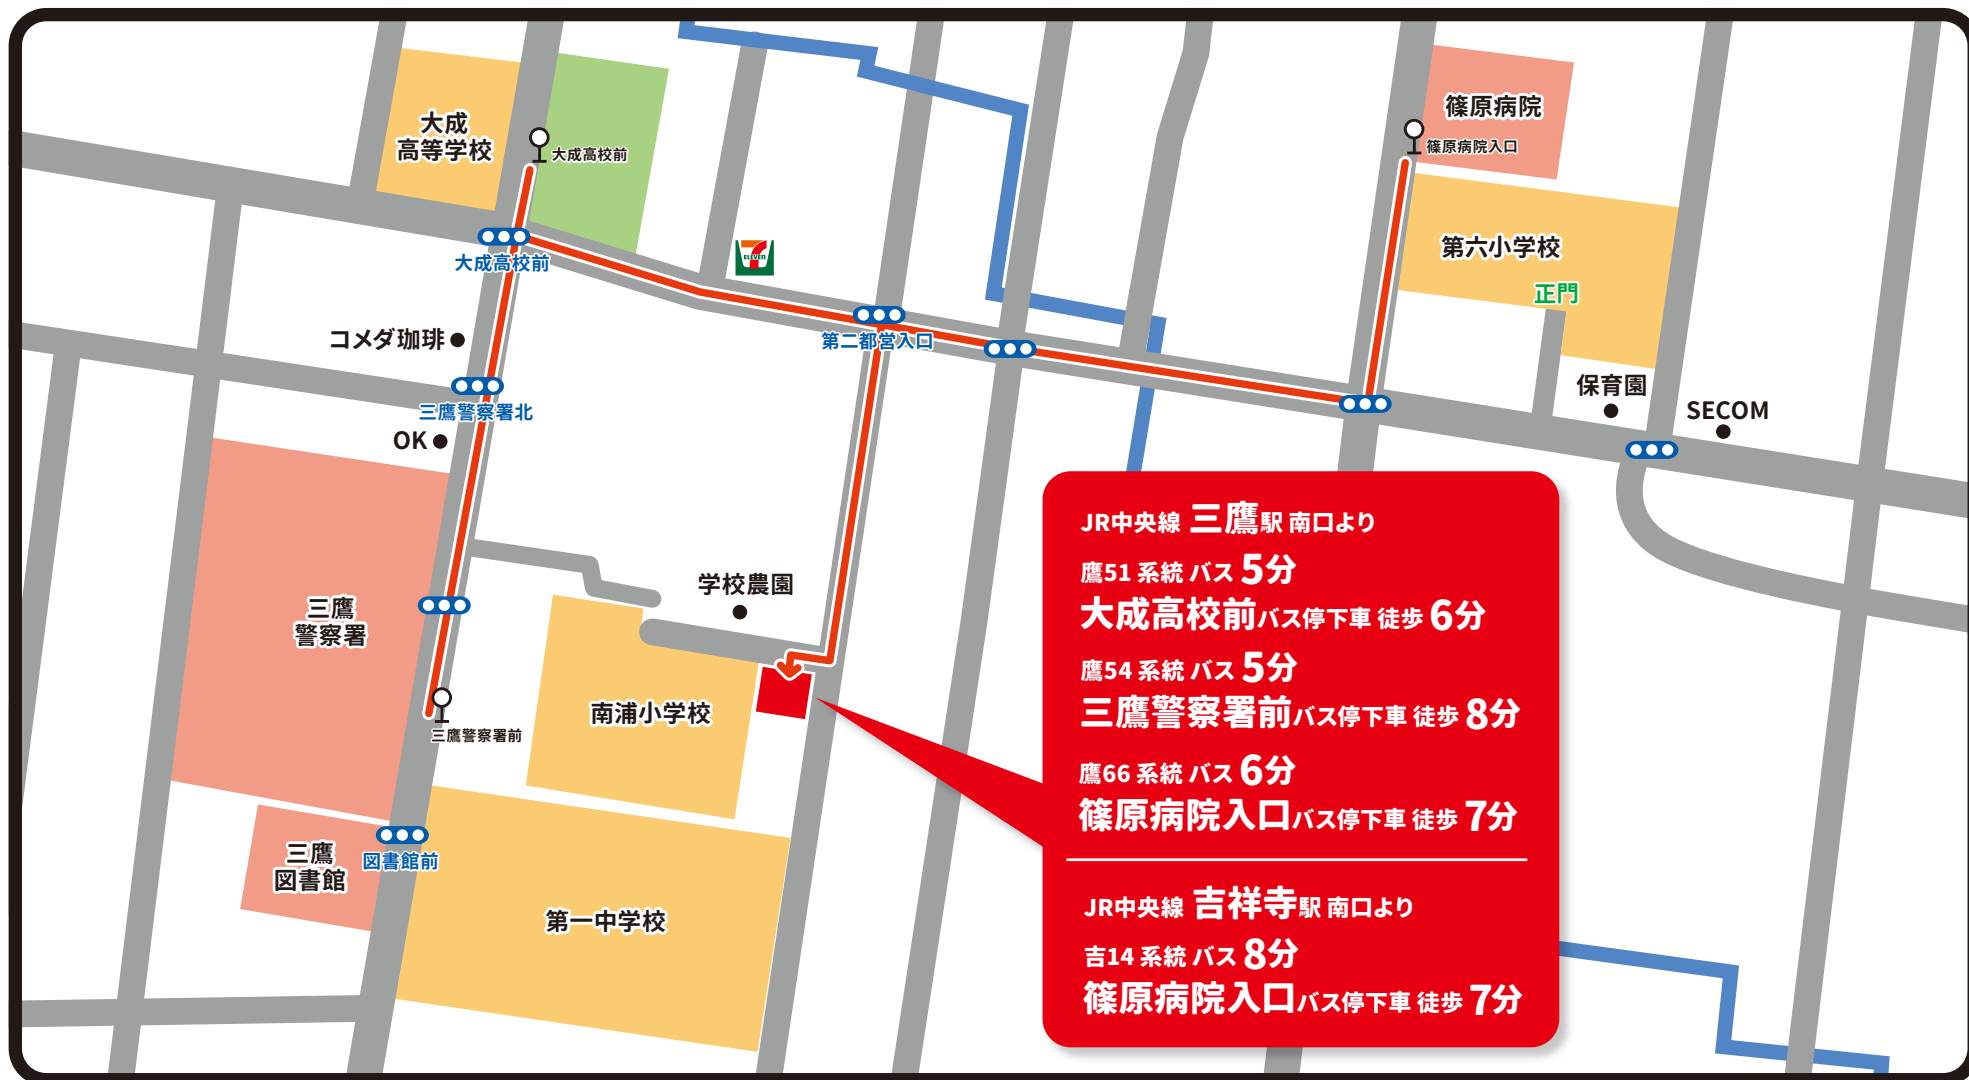 大成
高等学校
大成高校前
大成高校前
7
ELEVEN
篠原病院
篠原病院入口
第六小学校
正門
コメダ珈琲
第二都営入口
三鷹警察署北
OK
保育園
SECOM
三鷹
警察署
学校農園
南浦小学校
三鷹警察署前
三鷹
図書館
図書館前
第一中学校
JR中央線 三鷹駅 南口より
鷹51 系統 バス 5分
大成高校前バス停下車 徒歩 6分
鷹54 系統 バス 5分
三鷹警察署前バス停下車 徒歩 8分
鷹66 系統 バス 6分
篠原病院入口バス停下車 徒歩 7分
JR中央線 吉祥寺駅 南口より
吉14 系統 バス 8分
篠原病院入口バス停下車 徒歩 7分